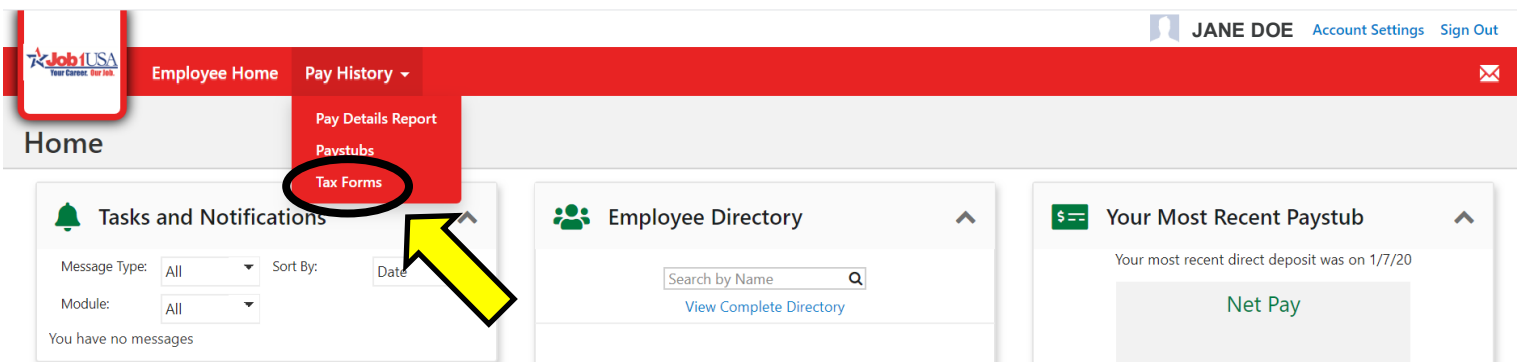 JANE DOE Account Settings Sign Out
Job1USA
Your Career. Our Job.
Employee Home Pay History
Pay Details Report
Paystubs
Tax Forms
Home
Tasks and Notifications
Message Type: All Sort By: Date
Module: All
You have no messages
Employee Directory
Search by Name
View Complete Directory
$
Your Most Recent Paystub
Your most recent direct deposit was on 1/7/20
Net Pay